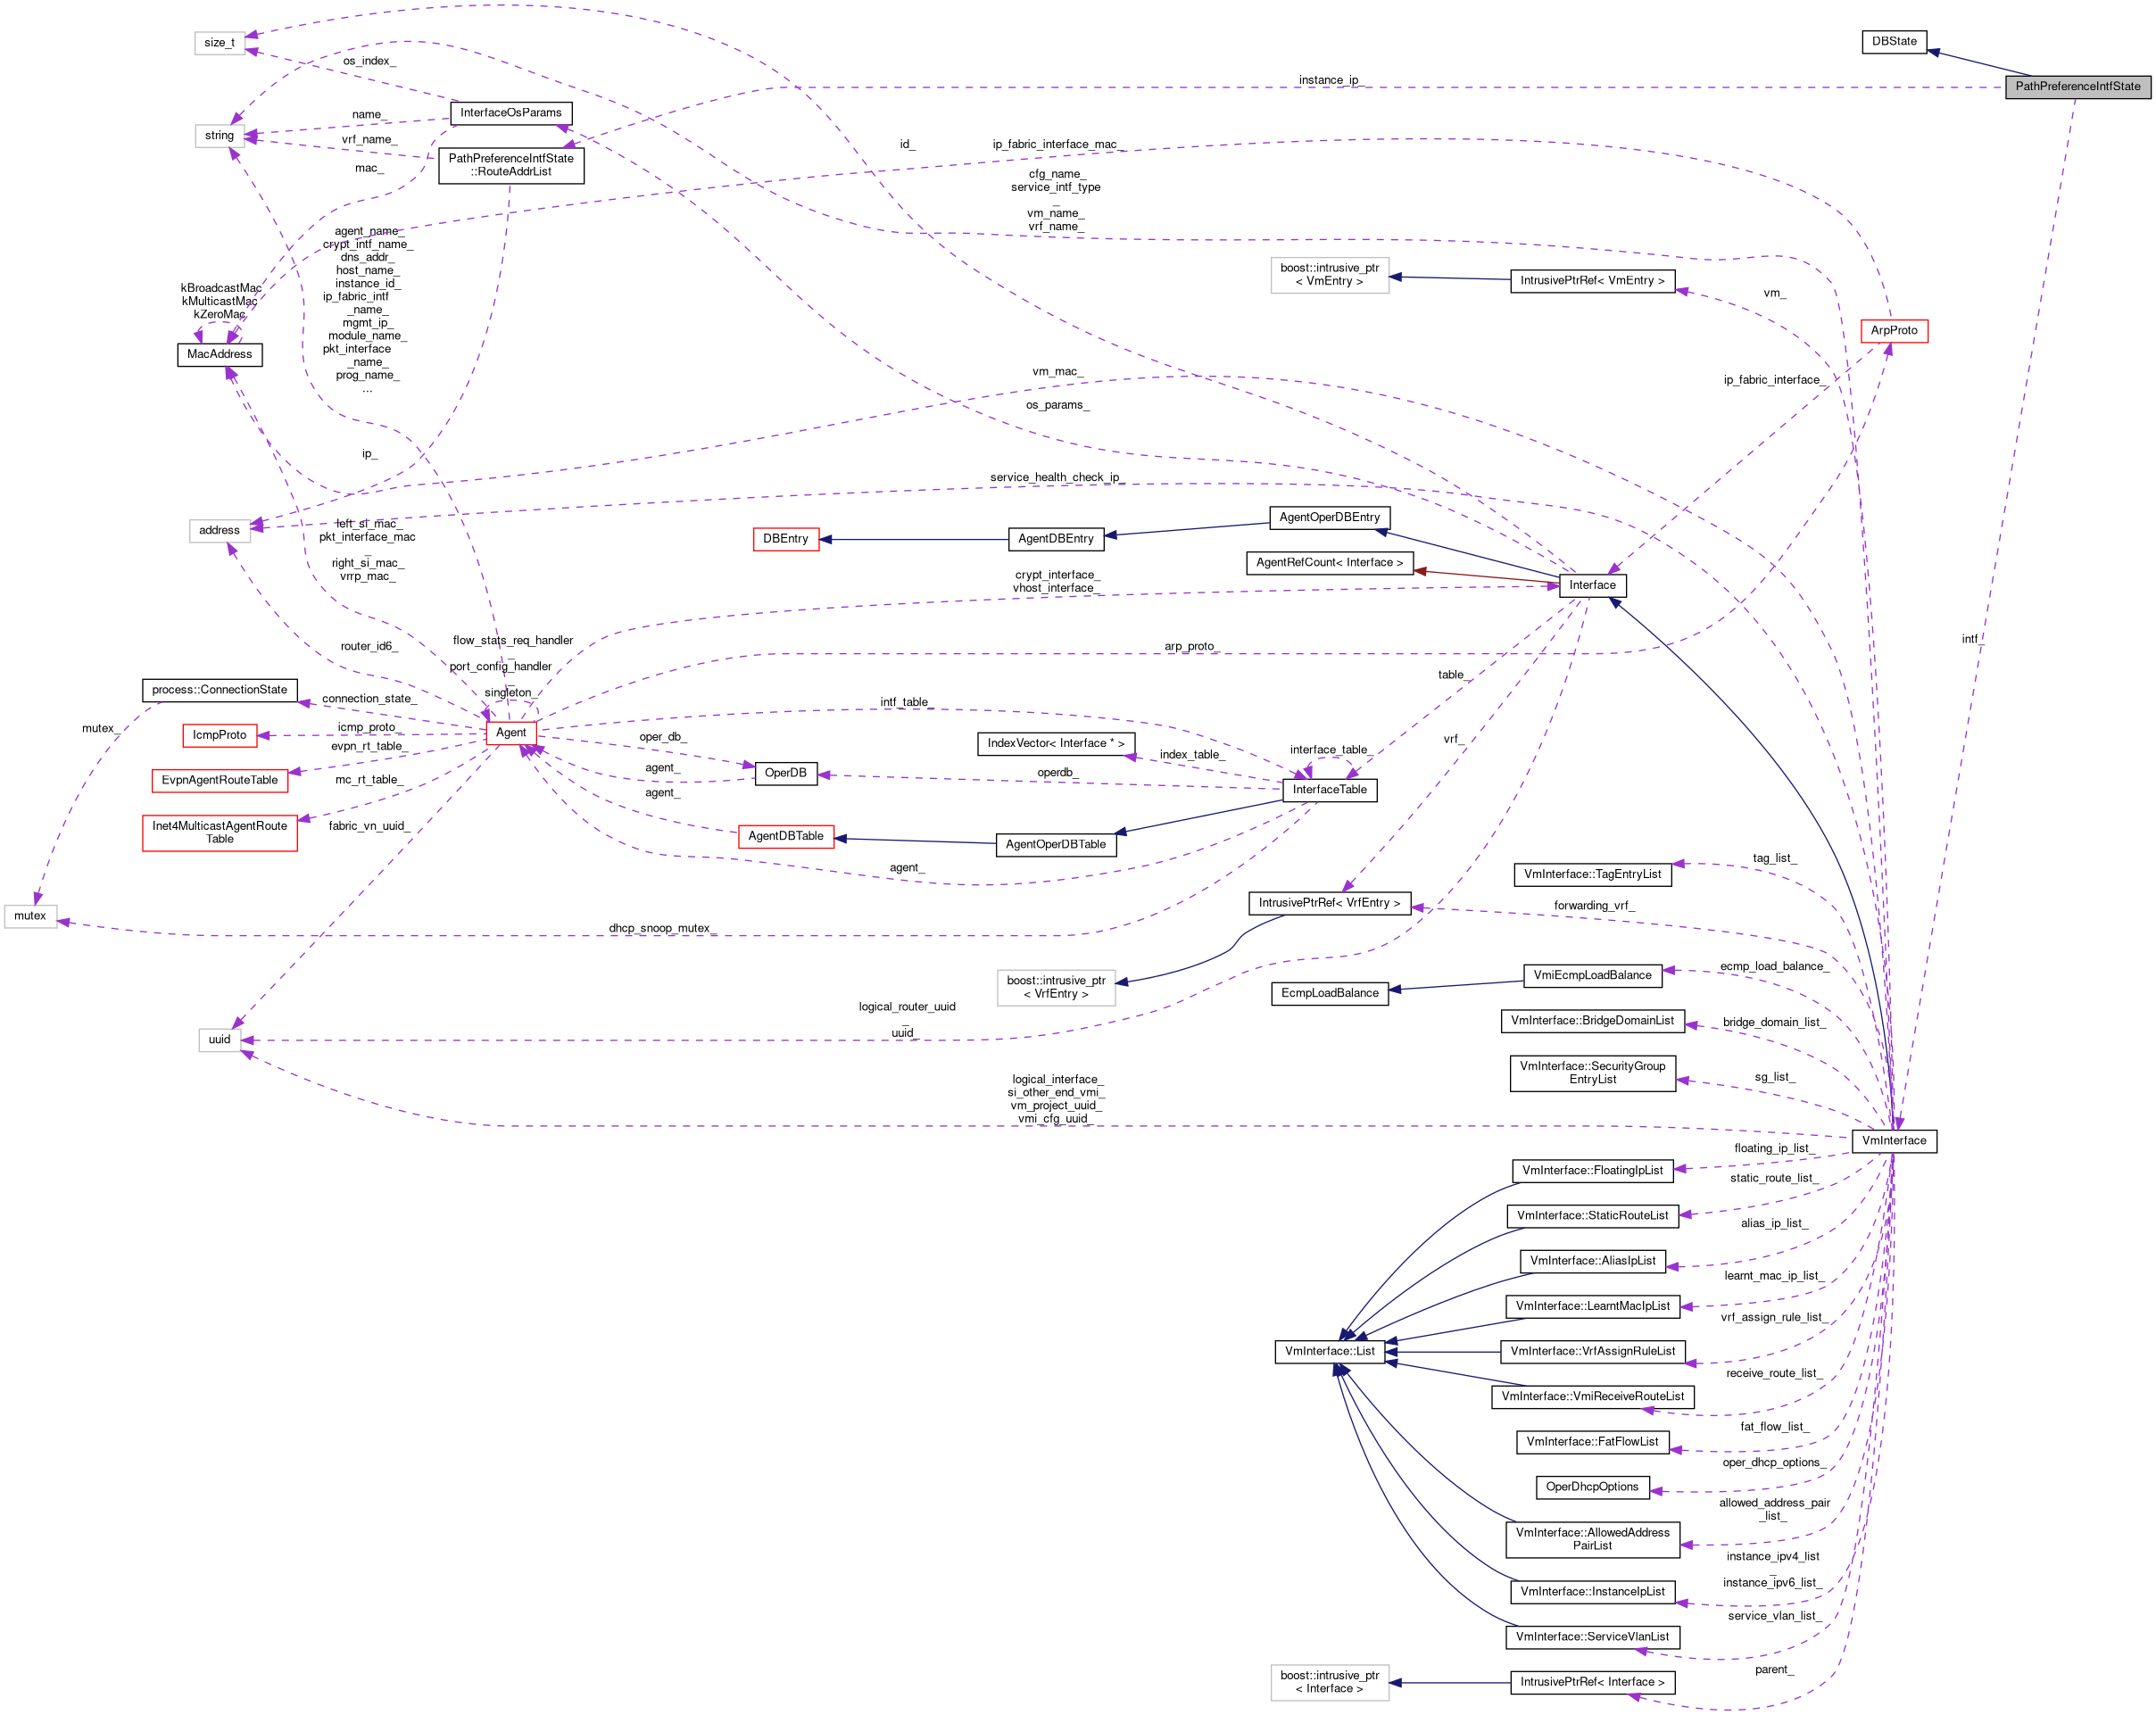 size_t
DBState
os_index_
instance_ip_
PathPreferenceIntfState
InterfaceOsParams
name_
string
vrf_name_
id_
ip_fabric_interface_mac_
PathPreferenceIntfState
::RouteAddrList
mac_
cfg_name_
service_intf_type
_
vm_name_
vrf_name_
agent_name_
crypt_intf_name_
dns_addr_
host_name_
instance_id_
ip_fabric_intf
_name_
mgmt_ip_
module_name_
pkt_interface
_name_
prog_name_
...
boost::intrusive_ptr
< VmEntry >
IntrusivePtrRef< VmEntry >
vm_
kBroadcastMac
kMulticastMac
kZeroMac
ArpProto
MacAddress
vm_mac_
ip_fabric_interface_
os_params_
ip_
service_health_check_ip_
address
left_si_mac_
pkt_interface_mac
_
right_si_mac_
vrrp_mac_
DBEntry
AgentDBEntry
AgentOperDBEntry
AgentRefCount< Interface >
crypt_interface_
vhost_interface_
Interface
router_id6_
flow_stats_req_handler
_
port_config_handler
_
singleton_
arp_proto_
intf_
process::ConnectionState
connection_state_
table_
intf_table_
mutex_
icmp_proto_
IcmpProto
Agent
oper_db_
vrf_
IndexVector< Interface * >
index_table_
interface_table_
evpn_rt_table_
EvpnAgentRouteTable
agent_
OperDB
operdb_
mc_rt_table_
InterfaceTable
agent_
Inet4MulticastAgentRoute
Table
fabric_vn_uuid_
AgentDBTable
AgentOperDBTable
agent_
tag_list_
VmInterface::TagEntryList
mutex
IntrusivePtrRef< VrfEntry >
forwarding_vrf_
dhcp_snoop_mutex_
boost::intrusive_ptr
< VrfEntry >
EcmpLoadBalance
VmiEcmpLoadBalance
ecmp_load_balance_
logical_router_uuid
_
uuid_
VmInterface::BridgeDomainList
bridge_domain_list_
uuid
VmInterface::SecurityGroup
EntryList
sg_list_
logical_interface_
si_other_end_vmi_
vm_project_uuid_
vmi_cfg_uuid_
VmInterface
floating_ip_list_
VmInterface::FloatingIpList
static_route_list_
VmInterface::StaticRouteList
alias_ip_list_
VmInterface::AliasIpList
learnt_mac_ip_list_
VmInterface::LearntMacIpList
vrf_assign_rule_list_
VmInterface::List
VmInterface::VrfAssignRuleList
receive_route_list_
VmInterface::VmiReceiveRouteList
fat_flow_list_
VmInterface::FatFlowList
oper_dhcp_options_
OperDhcpOptions
allowed_address_pair
_list_
VmInterface::AllowedAddress
PairList
instance_ipv4_list
_
instance_ipv6_list_
VmInterface::InstanceIpList
service_vlan_list_
VmInterface::ServiceVlanList
parent_
boost::intrusive_ptr
< Interface >
IntrusivePtrRef< Interface >